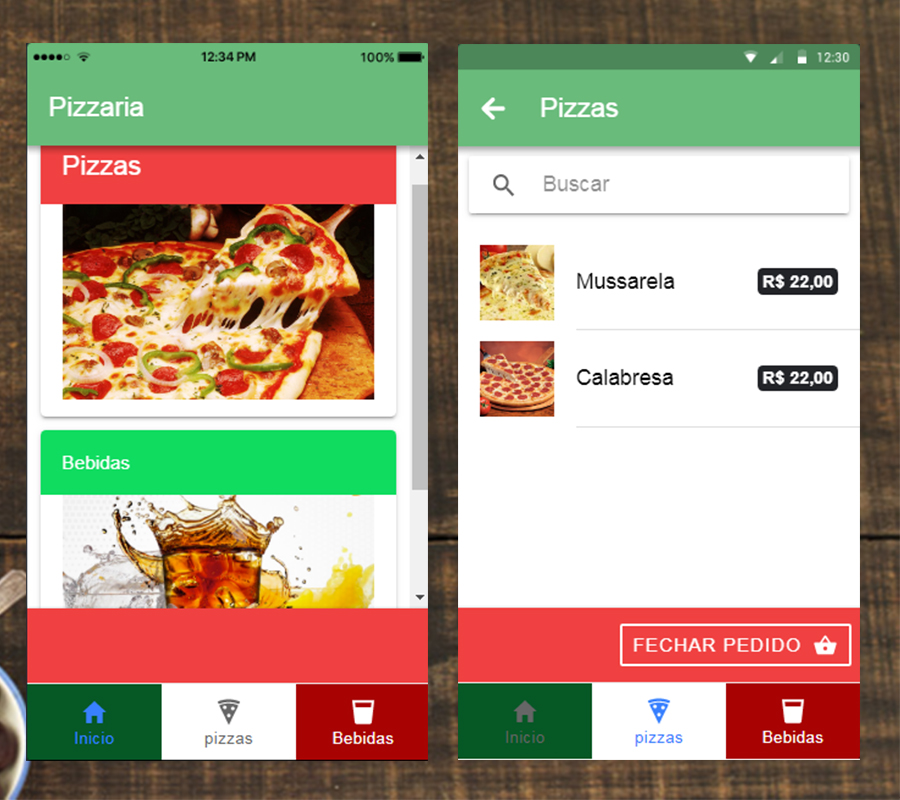 12:34 PM
100%
Pizzaria
Pizzas
Bebidas
Inicio
pizzas
Bebidas
12:30
Pizzas
Buscar
Mussarela
R$ 22,00
Calabresa
R$ 22,00
FECHAR PEDIDO
Inicio
pizzas
Bebidas